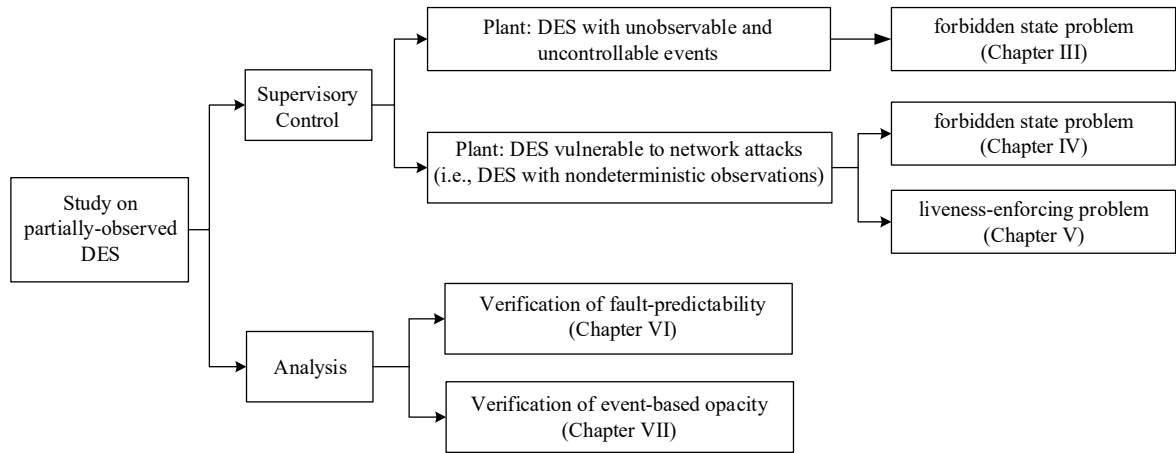 Study on
partially-observed
DES
Supervisory
Control
Plant: DES with unobservable and
uncontrollable events
forbidden state problem
(Chapter III)
Plant: DES vulnerable to network attacks
(i.e., DES with nondeterministic observations)
forbidden state problem
(Chapter IV)
liveness-enforcing problem
(Chapter V)
Analysis
Verification of fault-predictability
(Chapter VI)
Verification of event-based opacity
(Chapter VII)